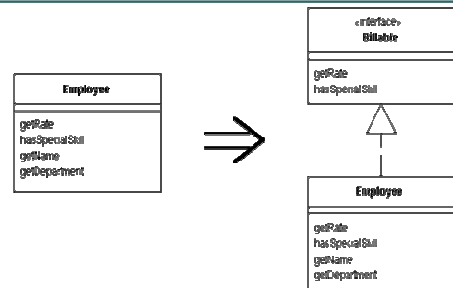 Employee
getRate
hasSpecialSkill
getName
getDepartment
«interface»
Billable
getRate
hasSpecialSkill
Employee
getRate
hasSpecialSkill
getName
getDepartment